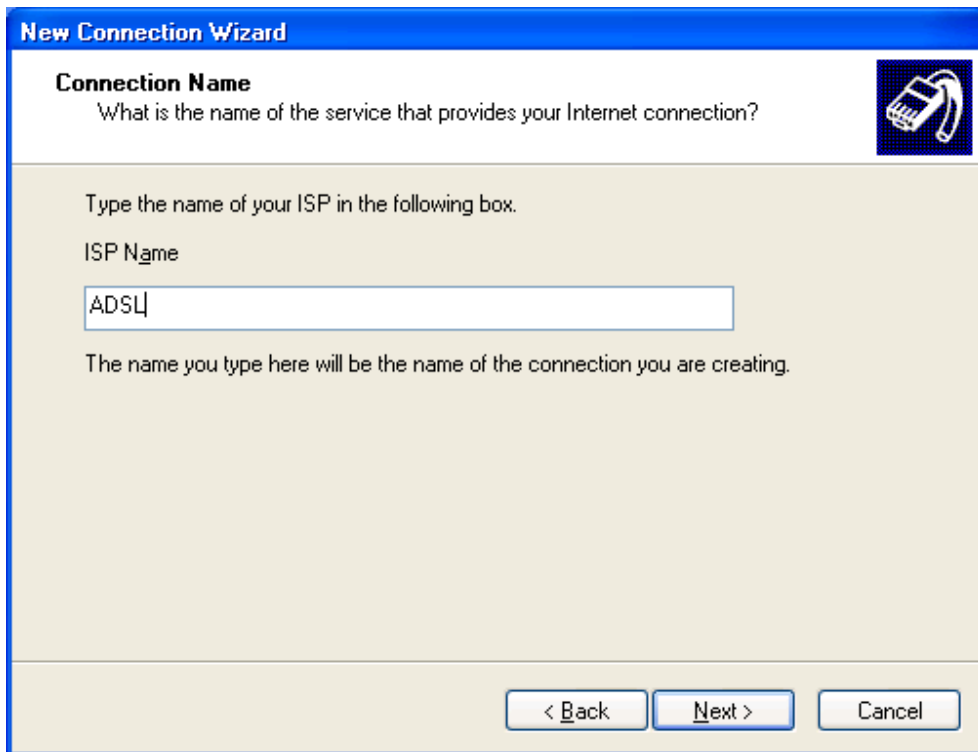 New Connection Wizard
Connection Name
What is the name of the service that provides your Internet connection?
Type the name of your ISP in the following box.
ISP Name
ADSL
The name you type here will be the name of the connection you are creating.
< Back Next > Cancel